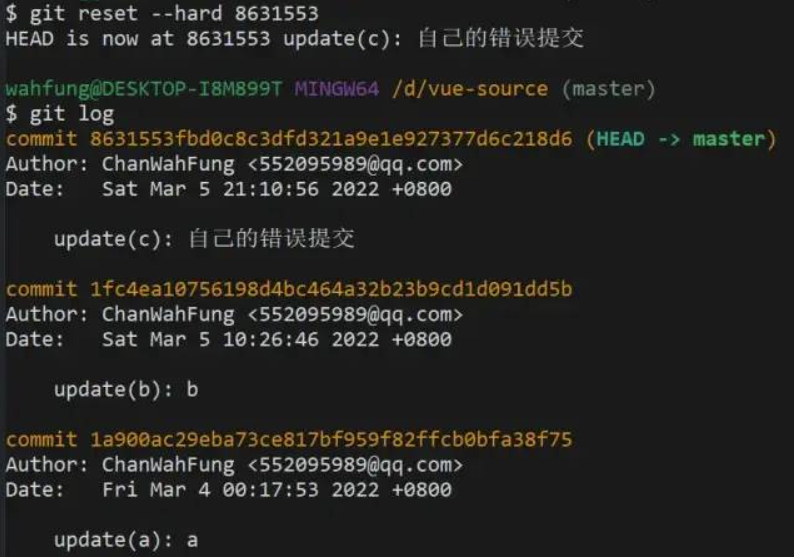 $ git reset --hard 8631553
HEAD is now at 8631553 update(c): 自己的错误提交
wahfung@DESKTOP-I8M899T MINGW64 /d/vue-source (master)
$ git log
commit 8631553fbd0c8c3dfd321a9e1e927377d6c218d6 (HEAD -> master)
Author: ChanWahFung <552095989@qq.com>
Date:   Sat Mar 5 21:10:56 2022 +0800
update(c): 自己的错误提交
commit 1fc4ea10756198d4bc464a32b23b9cd1d091dd5b
Author: ChanWahFung <552095989@qq.com>
Date:   Sat Mar 5 10:26:46 2022 +0800
update(b): b
commit 1a900ac29eba73ce817bf959f82ffcb0bfa38f75
Author: ChanWahFung <552095989@qq.com>
Date:   Fri Mar 4 00:17:53 2022 +0800
update(a): a